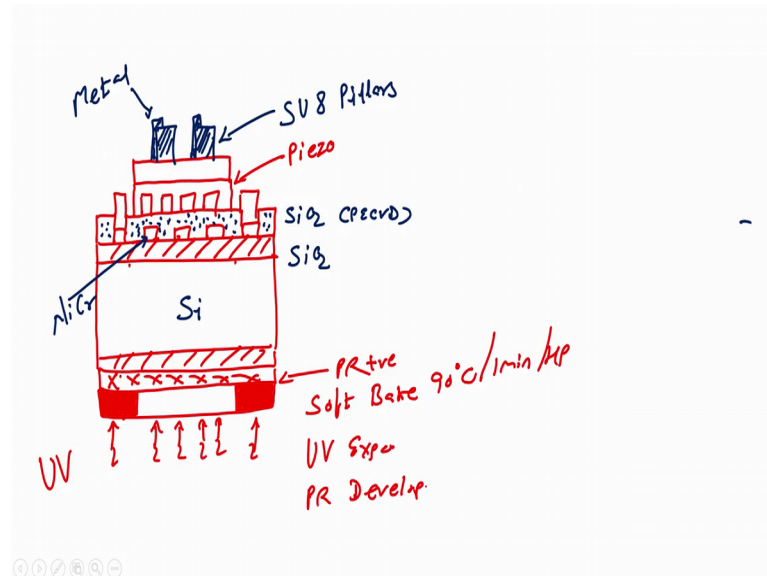 Metal
SU8 Pillars
Piezo
SiO2 (PECVD)
SiO2
NiCr
Si
PR +ve
Soft Bake 90°C/1min/HP
UV
UV Expo
PR Develop.